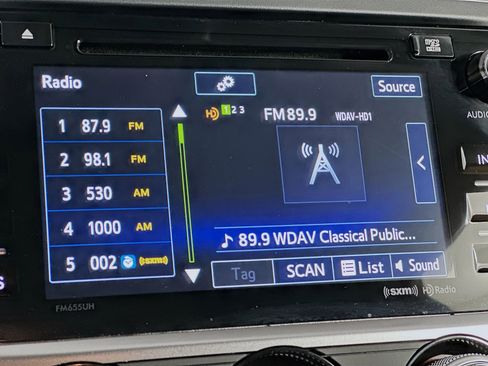 microSD
Radio
Source
AUDIO
1 87.9 FM
HD 1 2 3 FM 89.9 WDAV-HD1
2 98.1 FM
3 530 AM
4 1000 AM
♪ 89.9 WDAV Classical Public...
5 002 ((sxm))
Tag SCAN List Sound
((sxm)) HD Radio
FM655UH